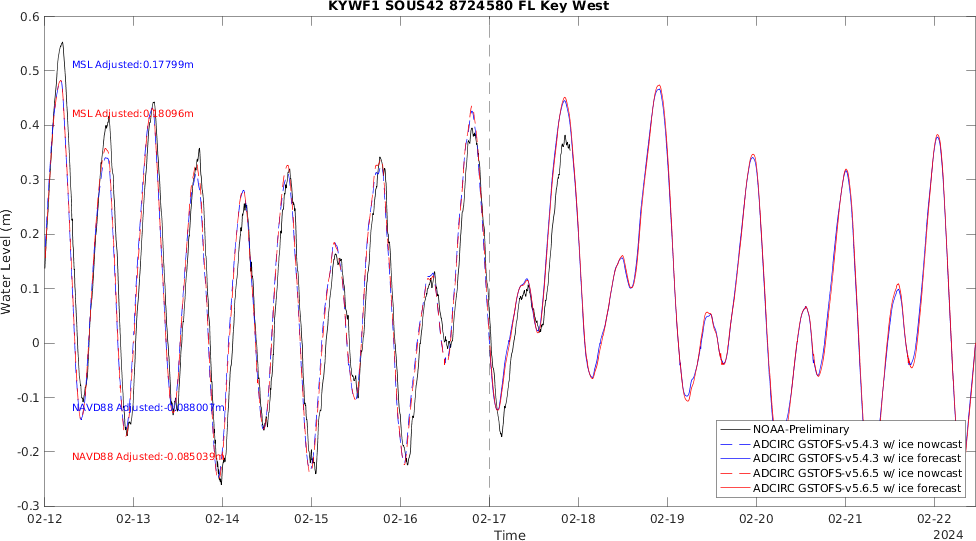 KYWF1 SOUS42 8724580 FL Key West
0.6
0.5
0.4
0.3
0.2
0.1
0
-0.1
-0.2
-0.3
Water Level (m)
MSL Adjusted:0.17799m
MSL Adjusted:0.18096m
NAVD88 Adjusted:-0.088007m
NAVD88 Adjusted:-0.085039m
NOAA-Preliminary
ADCIRC GSTOFS-v5.4.3 w/ ice nowcast
ADCIRC GSTOFS-v5.4.3 w/ ice forecast
ADCIRC GSTOFS-v5.6.5 w/ ice nowcast
ADCIRC GSTOFS-v5.6.5 w/ ice forecast
02-12 02-13 02-14 02-15 02-16 02-17 02-18 02-19 02-20 02-21 02-22
Time
2024